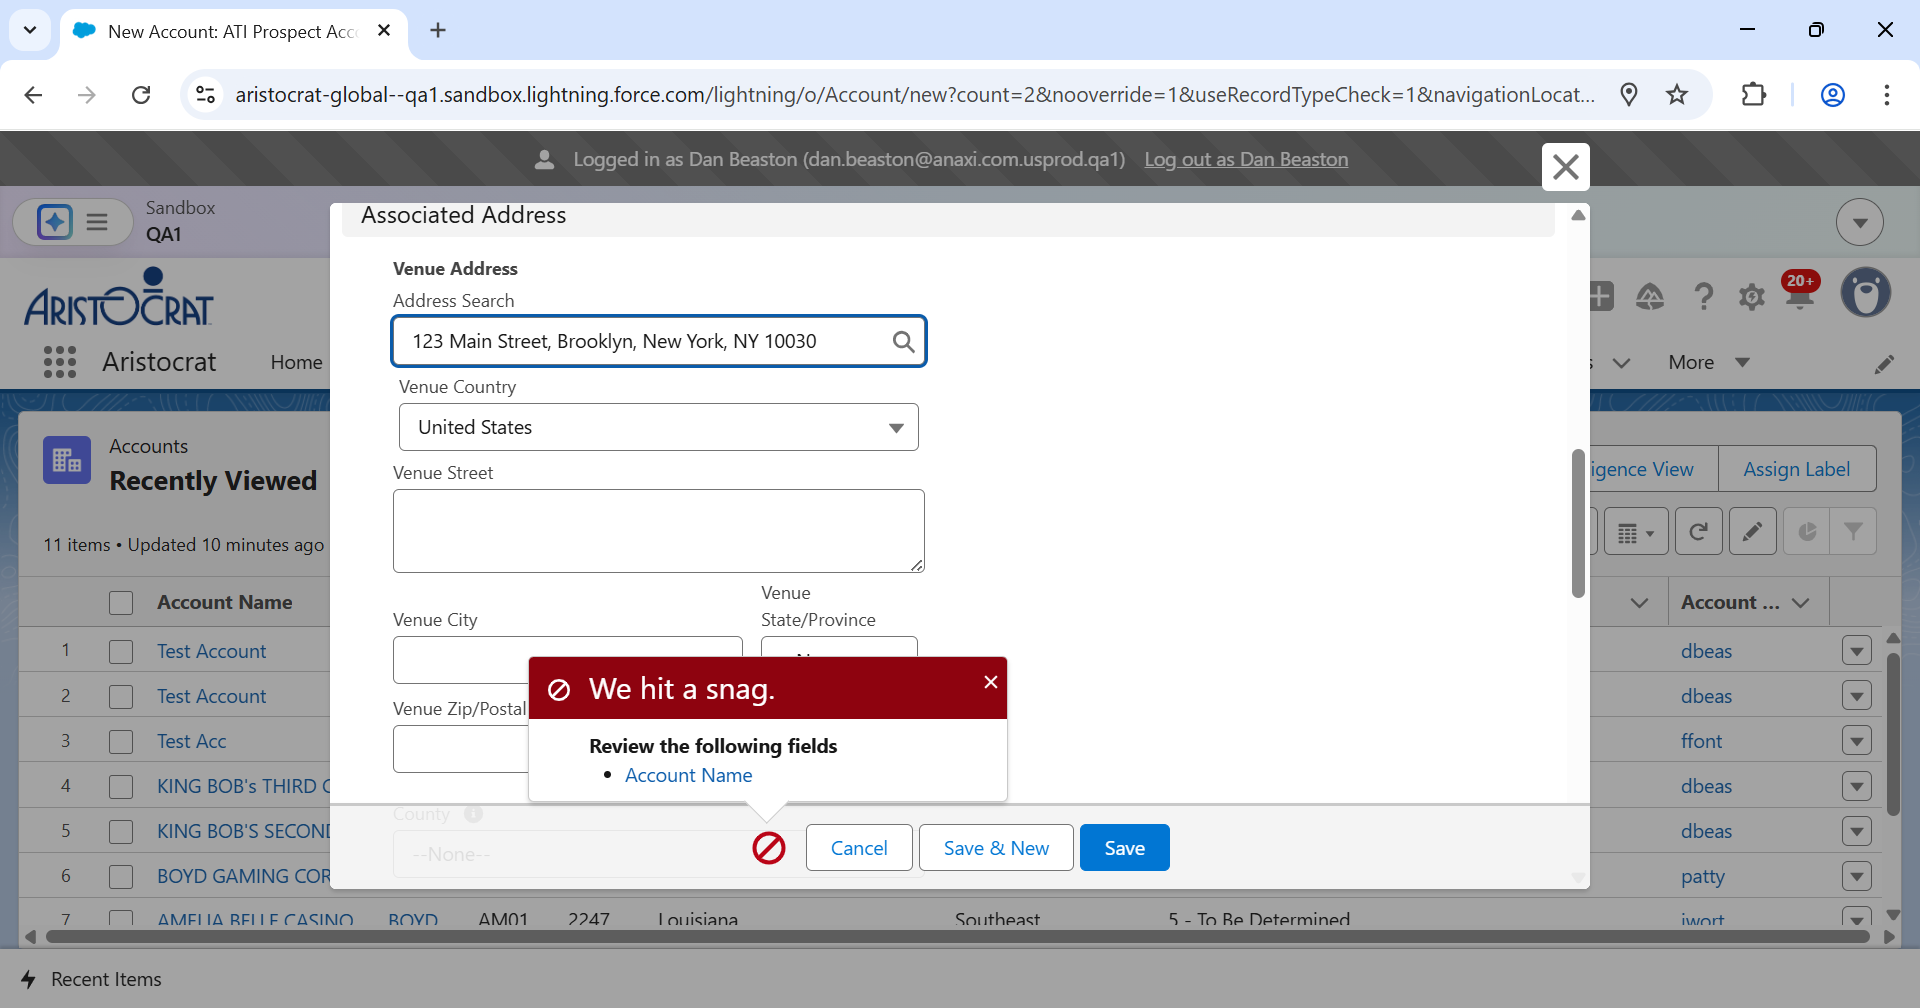 New Account: ATI Prospect Acc
aristocrat-global--qa1.sandbox.lightning.force.com/lightning/o/Account/new?count=2&nooverride=1&useRecordTypeCheck=1&navigationLocat...
Logged in as Dan Beaston (dan.beaston@anaxi.com.usprod.qa1) Log out as Dan Beaston
Sandbox
QA1
Associated Address
ARISTOCRAT
20+
Aristocrat
Home
More
Venue Address
Address Search
123 Main Street, Brooklyn, New York, NY 10030
Venue Country
United States
Venue Street
Venue City
Venue
State/Province
Venue Zip/Postal
We hit a snag.
Review the following fields
• Account Name
County
--None--
Cancel
Save & New
Save
Accounts
Recently Viewed
igence View
Assign Label
11 items • Updated 10 minutes ago
Account Name
Account ...
1 Test Account dbeas
2 Test Account dbeas
3 Test Acc ffont
4 KING BOB's THIRD dbeas
5 KING BOB'S SECOND dbeas
6 BOYD GAMING COR patty
7 AMELIA BELLE CASINO BOYD AM01 2247 Louisiana Southeast 5 - To Be Determined jwort
Recent Items